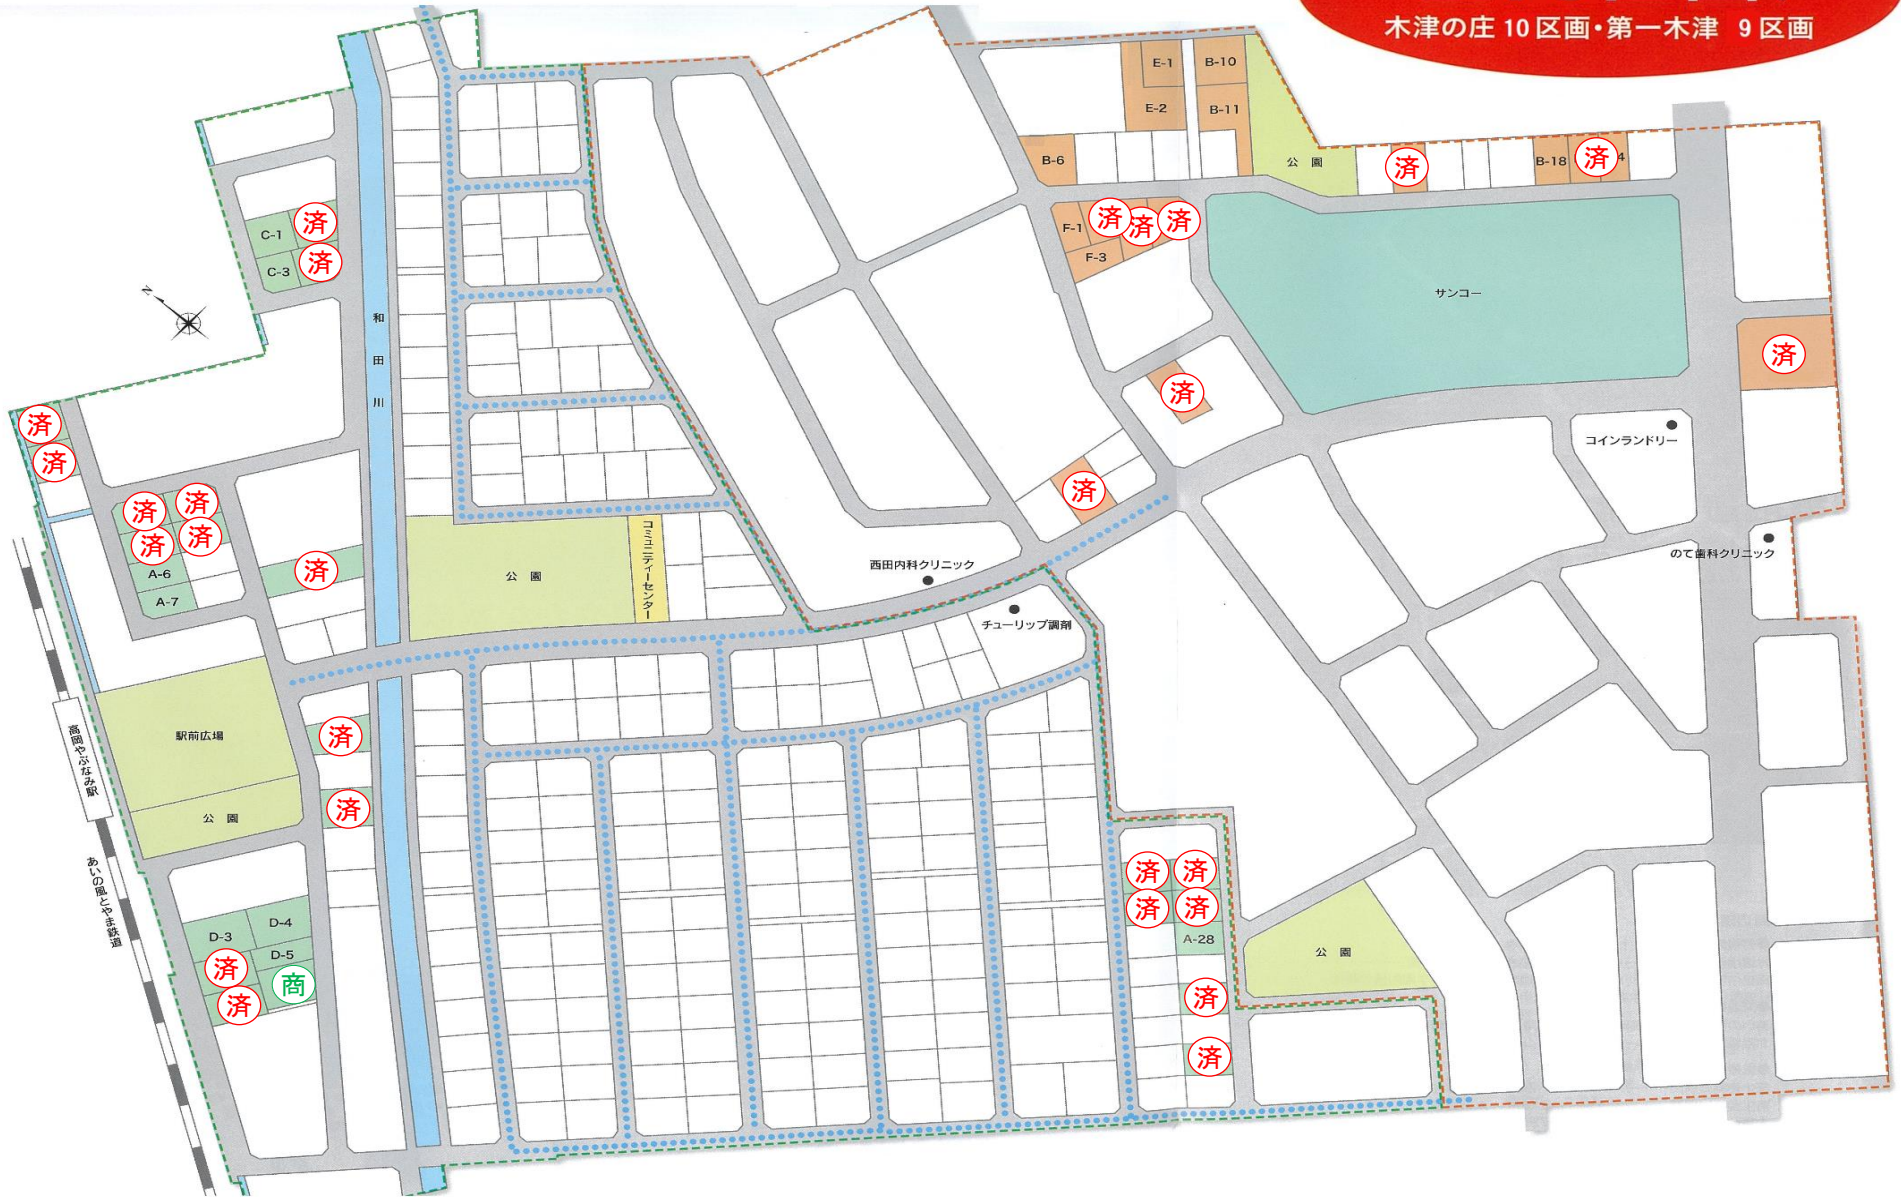 木津の庄 10区画・第一木津 9区画
E-1
B-10
E-2
B-11
B-6
公園
済
B-18
済
4
C-1
済
C-3
済
F-1
済
済
済
F-3
サンコー
N
和田川
済
済
済
済
済
コインランドリー
済
済
済
済
済
済
A-6
A-7
済
公園
コミュニティーセンター
西田内科クリニック
チューリップ調剤
のて歯科クリニック
駅前広場
公園
高岡やぶなみ駅
あいの風とやま鉄道
済
済
D-3
D-4
D-5
済
商
済
済
済
済
済
A-28
済
済
公園